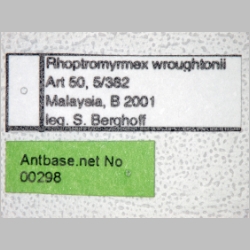 Rhoptromyrmex wroughtonii
Art 50, 5/382
Malaysia, B 2001
leg. S. Berghoff
Antbase.net No
00298